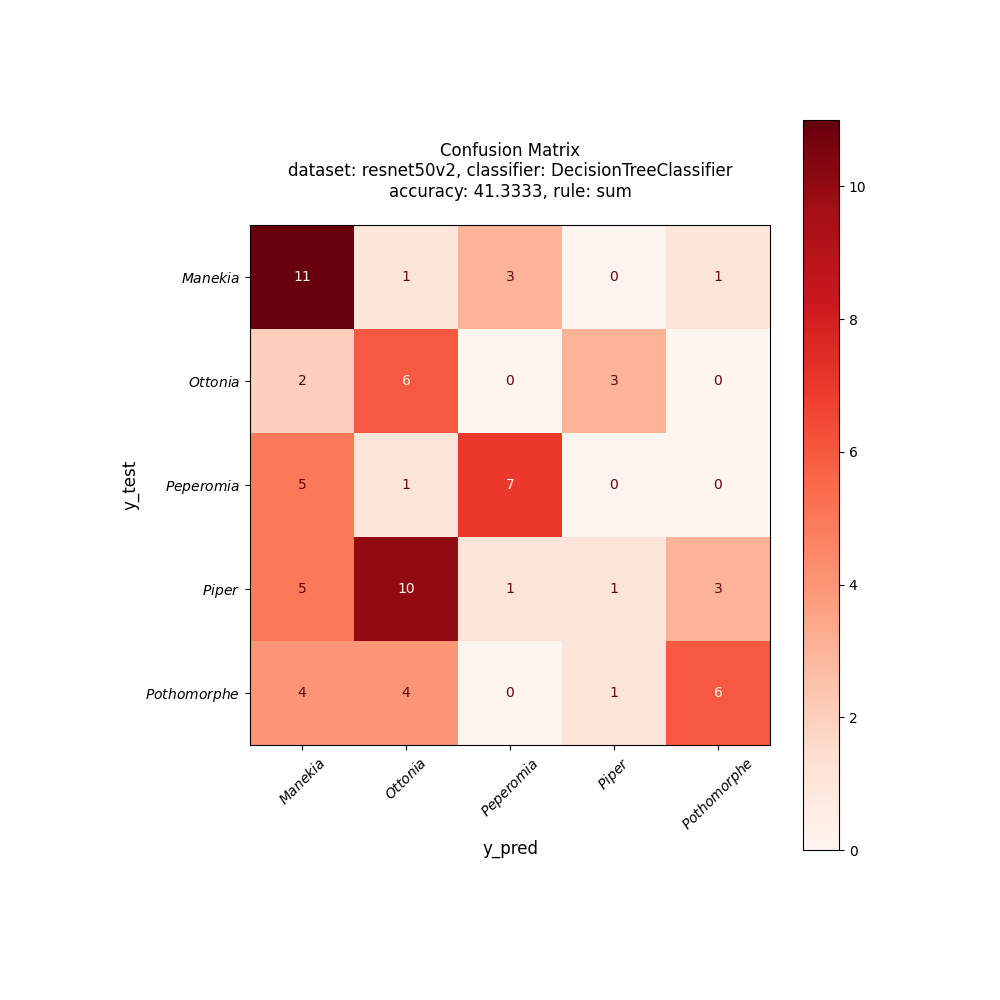 Confusion Matrix
dataset: resnet50v2, classifier: DecisionTreeClassifier
accuracy: 41.3333, rule: sum
Manekia 11 1 3 0 1
Ottonia 2 6 0 3 0
Peperomia 5 1 7 0 0
Piper 5 10 1 1 3
Pothomorphe 4 4 0 1 6
Manekia Ottonia Peperomia Piper Pothomorphe
y_test
y_pred
10
8
6
4
2
0